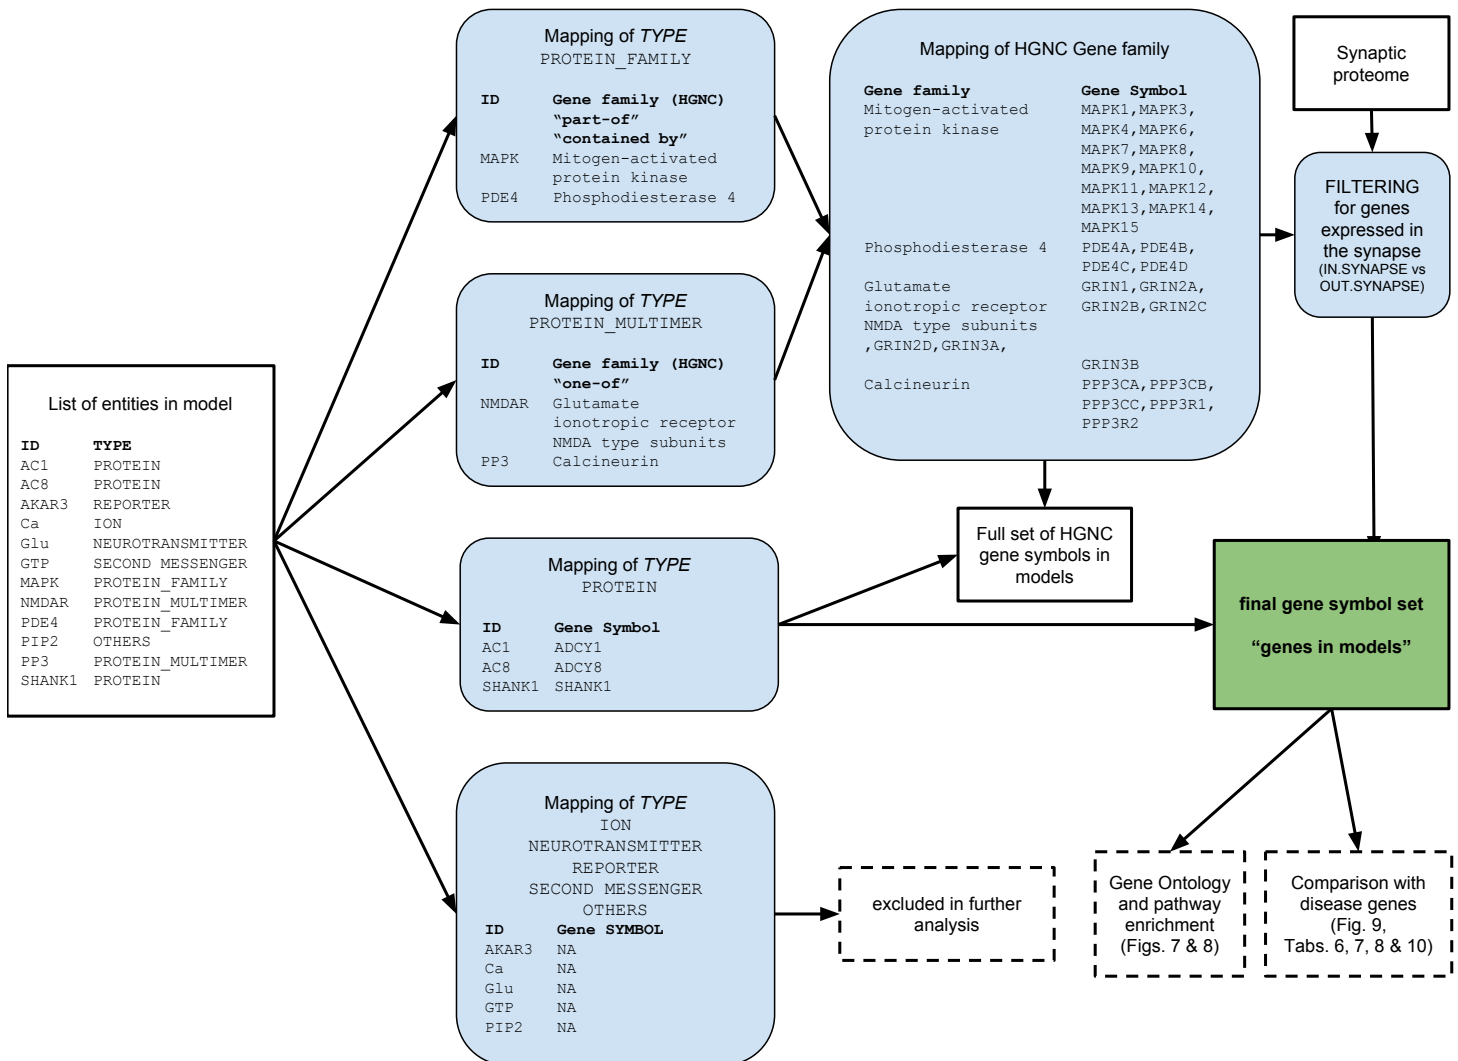 List of entities in model
ID TYPE
AC1 PROTEIN
AC8 PROTEIN
AKAR3 REPORTER
Ca ION
Glu NEUROTRANSMITTER
GTP SECOND MESSENGER
MAPK PROTEIN_FAMILY
NMDAR PROTEIN_MULTIMER
PDE4 PROTEIN_FAMILY
PIP2 OTHERS
PP3 PROTEIN_MULTIMER
SHANK1 PROTEIN
Mapping of TYPE
PROTEIN_FAMILY
ID Gene family (HGNC)
“part-of”
“contained by”
MAPK Mitogen-activated
protein kinase
PDE4 Phosphodiesterase 4
Mapping of TYPE
PROTEIN_MULTIMER
ID Gene family (HGNC)
“one-of”
NMDAR Glutamate
ionotropic receptor
NMDA type subunits
PP3 Calcineurin
Mapping of TYPE
PROTEIN
ID Gene Symbol
AC1 ADCY1
AC8 ADCY8
SHANK1 SHANK1
Mapping of TYPE
ION
NEUROTRANSMITTER
REPORTER
SECOND MESSENGER
OTHERS
ID Gene SYMBOL
AKAR3 NA
Ca NA
Glu NA
GTP NA
PIP2 NA
Mapping of HGNC Gene family
Gene family Gene Symbol
Mitogen-activated MAPK1,MAPK3,
protein kinase MAPK4,MAPK6,
MAPK7,MAPK8,
MAPK9,MAPK10,
MAPK11,MAPK12,
MAPK13,MAPK14,
MAPK15
Phosphodiesterase 4 PDE4A,PDE4B,
PDE4C,PDE4D
Glutamate GRIN1,GRIN2A,
ionotropic receptor GRIN2B,GRIN2C
NMDA type subunits
,GRIN2D,GRIN3A,
GRIN3B
Calcineurin PPP3CA,PPP3CB,
PPP3CC,PPP3R1,
PPP3R2
Full set of HGNC
gene symbols in
models
excluded in further
analysis
Synaptic
proteome
FILTERING
for genes
expressed in
the synapse
(IN.SYNAPSE vs
OUT.SYNAPSE)
final gene symbol set
“genes in models”
Gene Ontology
and pathway
enrichment
(Figs. 7 & 8)
Comparison with
disease genes
(Fig. 9,
Tabs. 6, 7, 8 & 10)